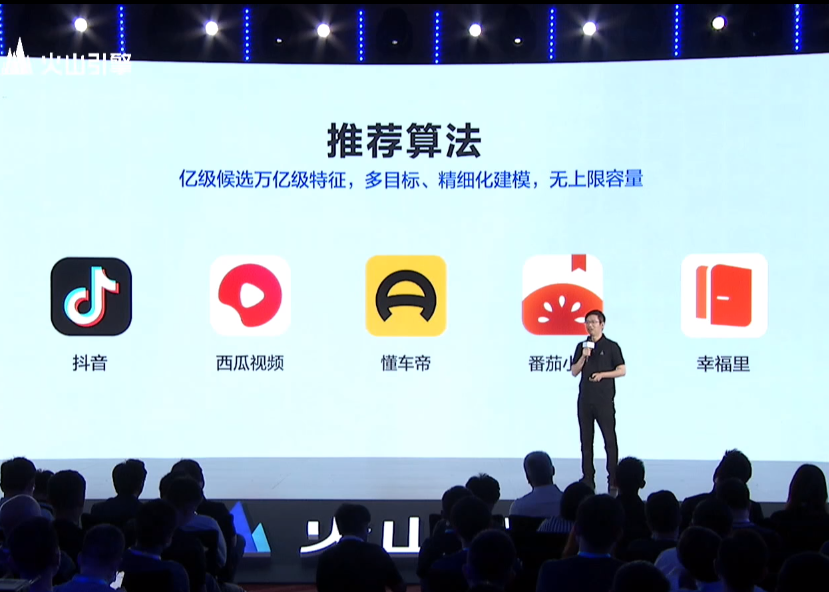 火山引擎
推荐算法
亿级候选万亿级特征，多目标、精细化建模，无上限容量
抖音
西瓜视频
懂车帝
番茄小
幸福里
火山